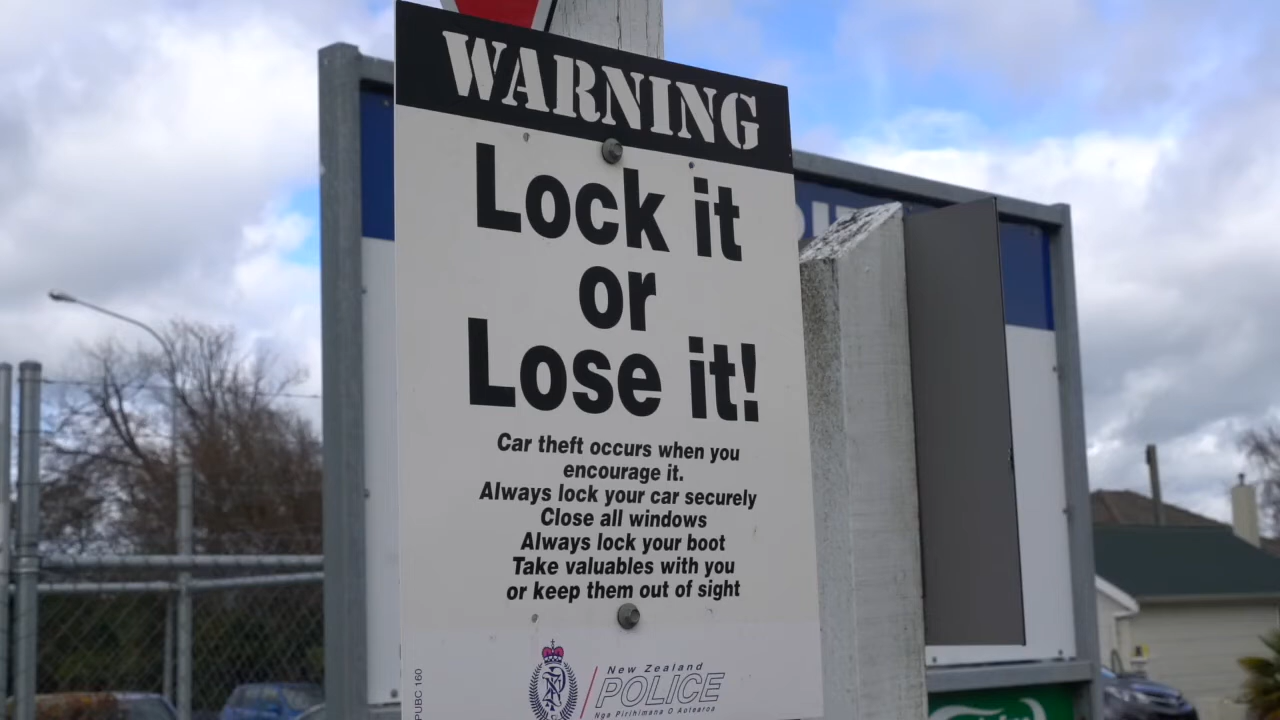 WARNING
Lock it
or
Lose it!
Car theft occurs when you
encourage it.
Always lock your car securely
Close all windows
Always lock your boot
Take valuables with you
or keep them out of sight
New Zealand
POLICE
Nga Pirihimana O Aotearoa
PUBC 160